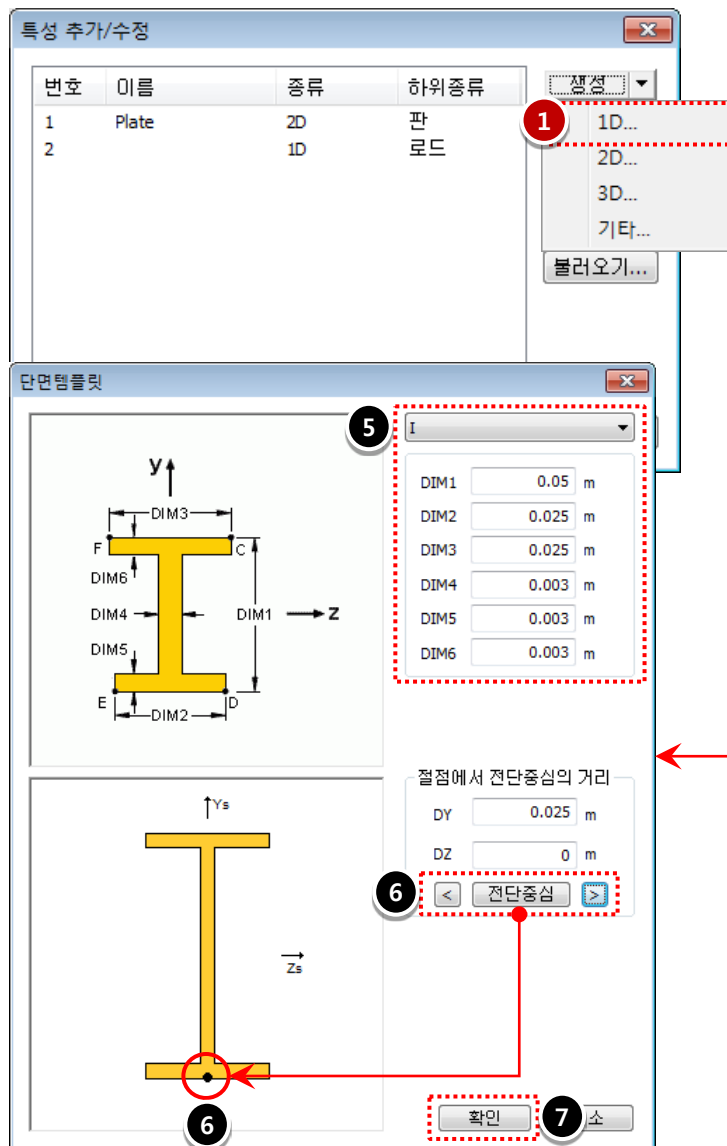 특성 추가/수정
번호 이름 종류 하위종류
1 Plate 2D 판
2 1D 로드
생성
1 1D...
2D...
3D...
기타...
불러오기...
단면템플릿
5 I
DIM1 0.05 m
DIM2 0.025 m
DIM3 0.025 m
DIM4 0.003 m
DIM5 0.003 m
DIM6 0.003 m
y
DIM3
F C
DIM6
DIM4 DIM1 z
DIM5
E D
DIM2
절점에서 전단중심의 거리
DY 0.025 m
DZ 0 m
6 < 전단중심 >
Ys
Zs
6
확인 7 소